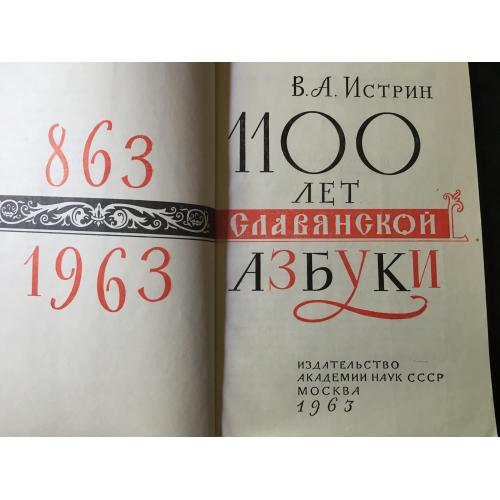 863
1963
В.А. Истрин
1100
ЛЕТ
СЛАВЯНСКОЙ
АЗБУКИ
ИЗДАТЕЛЬСТВО
АКАДЕМИИ НАУК СССР
МОСКВА
1963